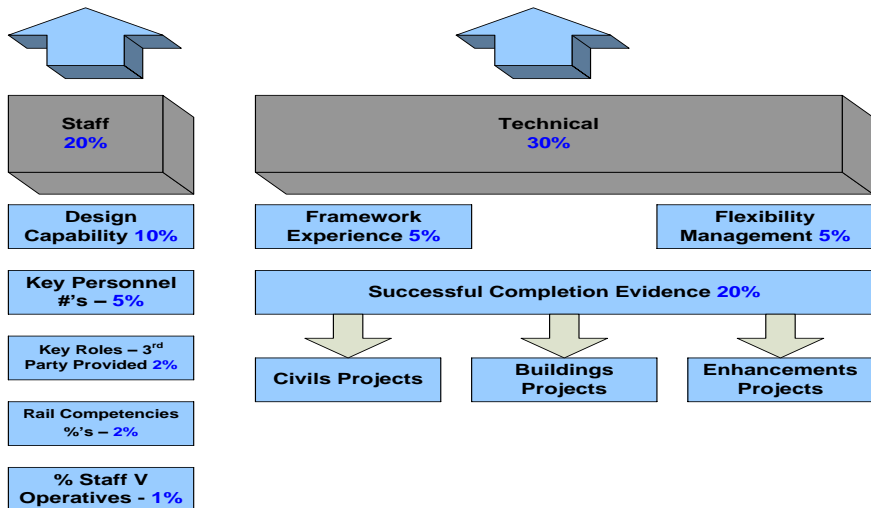 Staff
20%
Technical
30%
Design
Capability 10%
Framework
Experience 5%
Flexibility
Management 5%
Key Personnel
#'s – 5%
Successful Completion Evidence 20%
Key Roles – 3rd
Party Provided 2%
Civils Projects
Buildings
Projects
Enhancements
Projects
Rail Competencies
%'s – 2%
% Staff V
Operatives - 1%